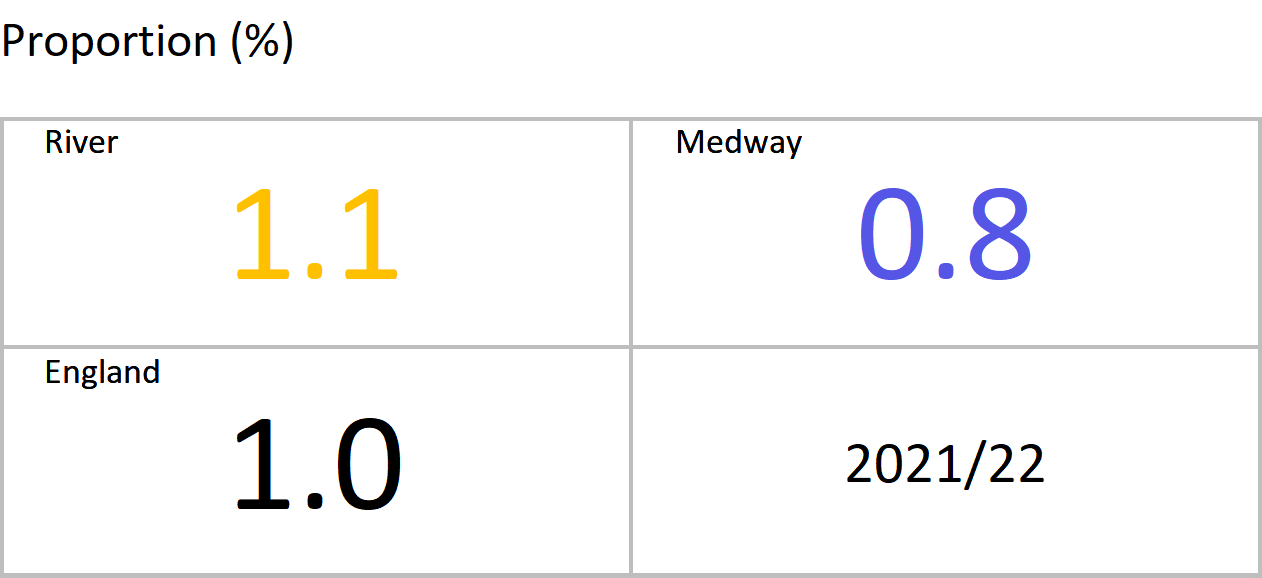 Proportion (%)
River
1.1
Medway
0.8
England
1.0
2021/22